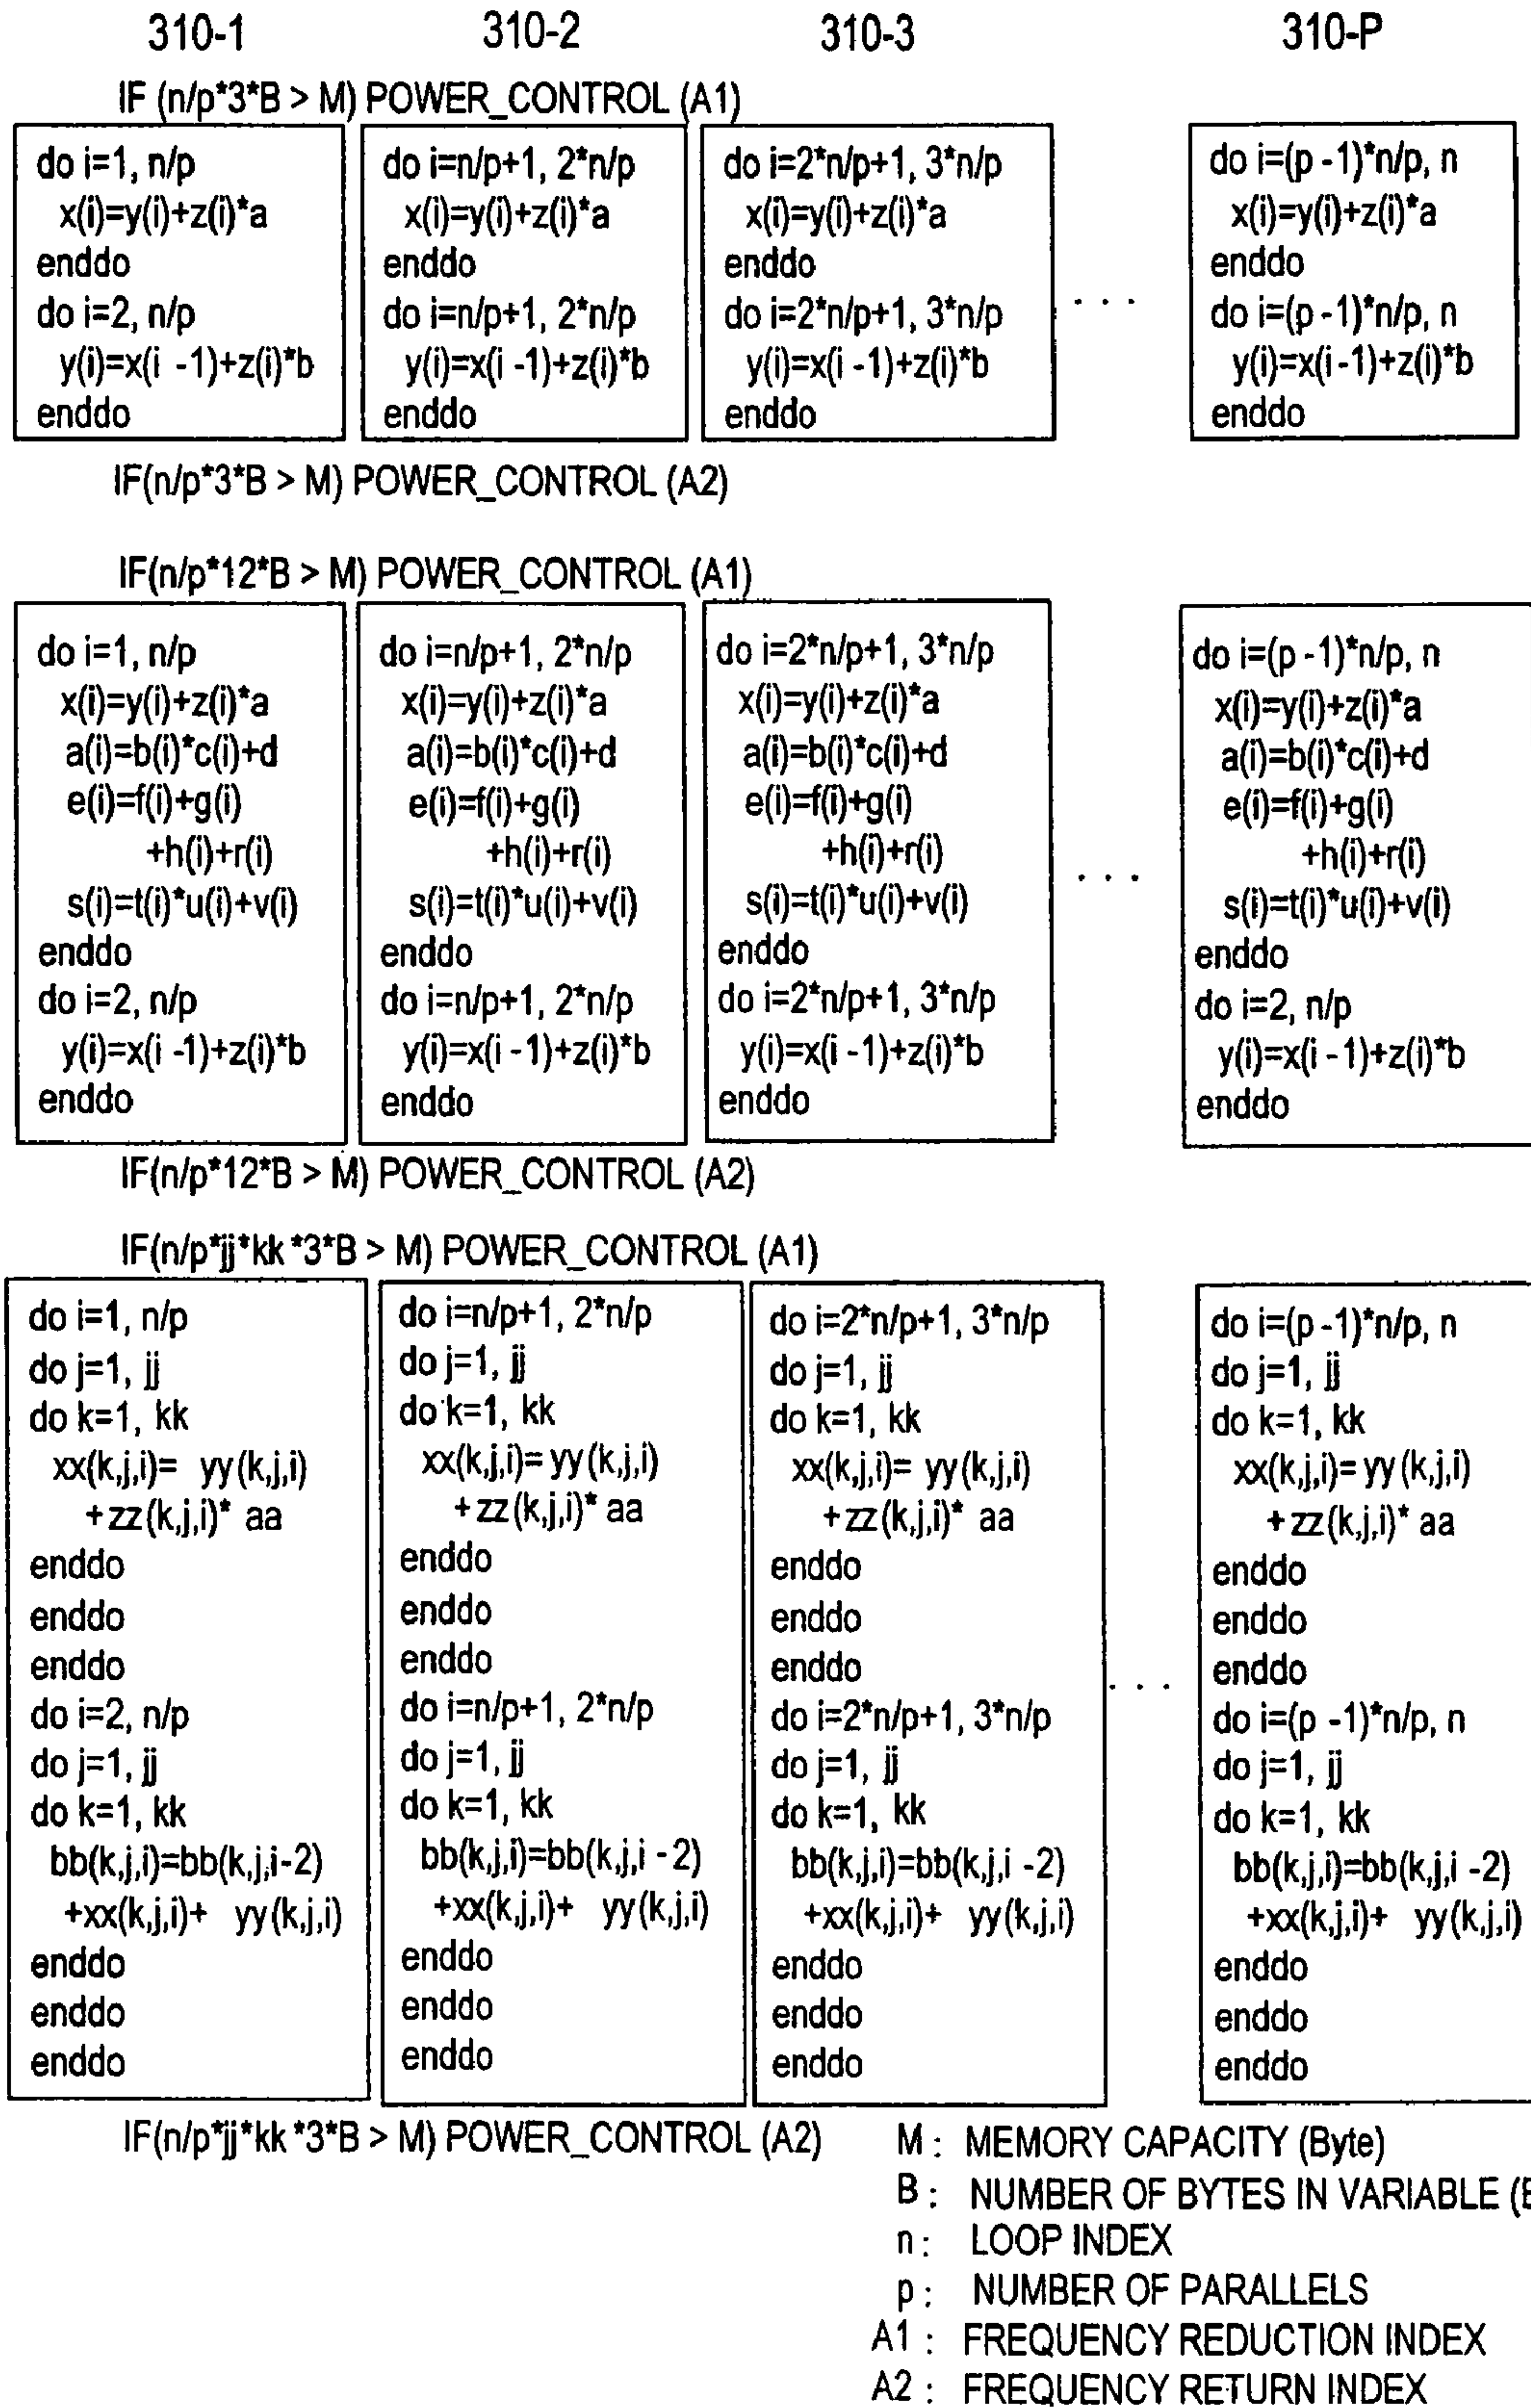 310-1 310-2 310-3 310-P
IF (n/p*3*B > M) POWER_CONTROL (A1)
do i=1, n/p
x(i)=y(i)+z(i)*a
enddo
do i=2, n/p
y(i)=x(i -1)+z(i)*b
enddo
do i=n/p+1, 2*n/p
x(i)=y(i)+z(i)*a
enddo
do i=n/p+1, 2*n/p
y(i)=x(i -1)+z(i)*b
enddo
do i=2*n/p+1, 3*n/p
x(i)=y(i)+z(i)*a
enddo
do i=2*n/p+1, 3*n/p
y(i)=x(i -1)+z(i)*b
enddo
. . .
do i=(p -1)*n/p, n
x(i)=y(i)+z(i)*a
enddo
do i=(p -1)*n/p, n
y(i)=x(i -1)+z(i)*b
enddo
IF(n/p*3*B > M) POWER_CONTROL (A2)
IF(n/p*12*B > M) POWER_CONTROL (A1)
do i=1, n/p
x(i)=y(i)+z(i)*a
a(i)=b(i)*c(i)+d
e(i)=f(i)+g(i)
+h(i)+r(i)
s(i)=t(i)*u(i)+v(i)
enddo
do i=2, n/p
y(i)=x(i -1)+z(i)*b
enddo
do i=n/p+1, 2*n/p
x(i)=y(i)+z(i)*a
a(i)=b(i)*c(i)+d
e(i)=f(i)+g(i)
+h(i)+r(i)
s(i)=t(i)*u(i)+v(i)
enddo
do i=n/p+1, 2*n/p
y(i)=x(i -1)+z(i)*b
enddo
do i=2*n/p+1, 3*n/p
x(i)=y(i)+z(i)*a
a(i)=b(i)*c(i)+d
e(i)=f(i)+g(i)
+h(i)+r(i)
s(i)=t(i)*u(i)+v(i)
enddo
do i=2*n/p+1, 3*n/p
y(i)=x(i -1)+z(i)*b
enddo
. . .
do i=(p -1)*n/p, n
x(i)=y(i)+z(i)*a
a(i)=b(i)*c(i)+d
e(i)=f(i)+g(i)
+h(i)+r(i)
s(i)=t(i)*u(i)+v(i)
enddo
do i=2, n/p
y(i)=x(i -1)+z(i)*b
enddo
IF(n/p*12*B > M) POWER_CONTROL (A2)
IF(n/p*jj*kk *3*B > M) POWER_CONTROL (A1)
do i=1, n/p
do j=1, jj
do k=1, kk
xx(k,j,i)= yy(k,j,i)
+zz(k,j,i)* aa
enddo
enddo
enddo
do i=2, n/p
do j=1, jj
do k=1, kk
bb(k,j,i)=bb(k,j,i-2)
+xx(k,j,i)+ yy(k,j,i)
enddo
enddo
enddo
do i=n/p+1, 2*n/p
do j=1, jj
do k=1, kk
xx(k,j,i)= yy(k,j,i)
+zz(k,j,i)* aa
enddo
enddo
enddo
do i=n/p+1, 2*n/p
do j=1, jj
do k=1, kk
bb(k,j,i)=bb(k,j,i -2)
+xx(k,j,i)+ yy(k,j,i)
enddo
enddo
enddo
do i=2*n/p+1, 3*n/p
do j=1, jj
do k=1, kk
xx(k,j,i)= yy(k,j,i)
+zz(k,j,i)* aa
enddo
enddo
enddo
do i=2*n/p+1, 3*n/p
do j=1, jj
do k=1, kk
bb(k,j,i)=bb(k,j,i -2)
+xx(k,j,i)+ yy(k,j,i)
enddo
enddo
enddo
. . .
do i=(p -1)*n/p, n
do j=1, jj
do k=1, kk
xx(k,j,i)= yy(k,j,i)
+zz(k,j,i)* aa
enddo
enddo
enddo
do i=(p -1)*n/p, n
do j=1, jj
do k=1, kk
bb(k,j,i)=bb(k,j,i -2)
+xx(k,j,i)+ yy(k,j,i)
enddo
enddo
enddo
IF(n/p*jj*kk *3*B > M) POWER_CONTROL (A2)
M : MEMORY CAPACITY (Byte)
B : NUMBER OF BYTES IN VARIABLE
n : LOOP INDEX
p : NUMBER OF PARALLELS
A1 : FREQUENCY REDUCTION INDEX
A2 : FREQUENCY RETURN INDEX